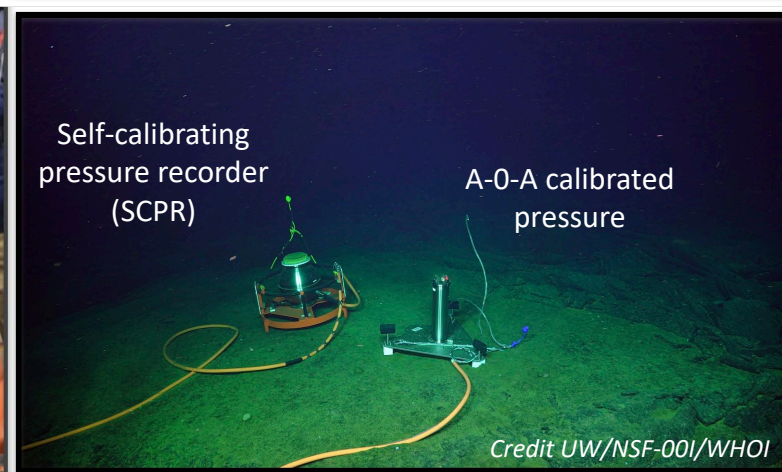 Self-calibrating
pressure recorder
(SCPR)
A-0-A calibrated
pressure
Credit UW/NSF-00I/WHOI